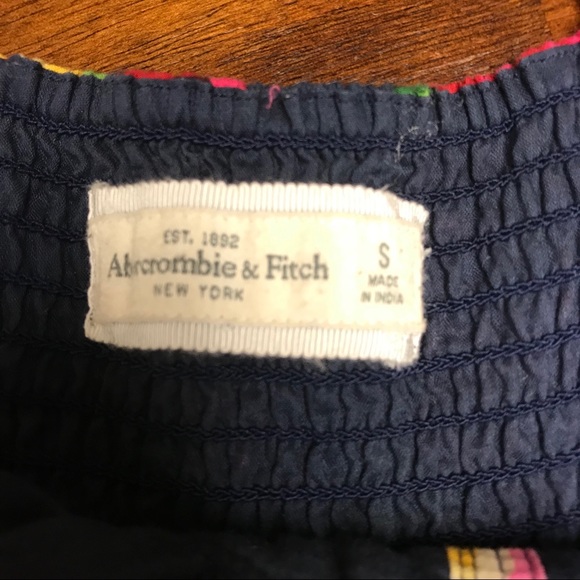 EST. 1892
Abercrombie & Fitch
NEW YORK
S
MADE
IN INDIA